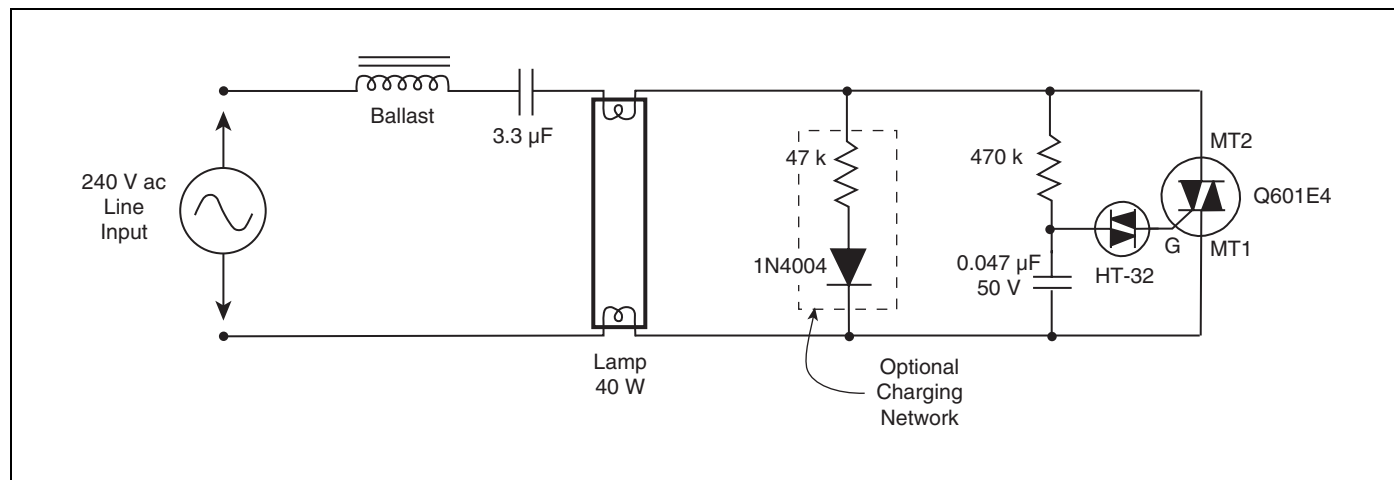 Ballast
3.3 µF
240 V ac
Line
Input
Lamp
40 W
47 k
1N4004
Optional
Charging
Network
470 k
0.047 µF
50 V
HT-32
G
MT2
Q601E4
MT1